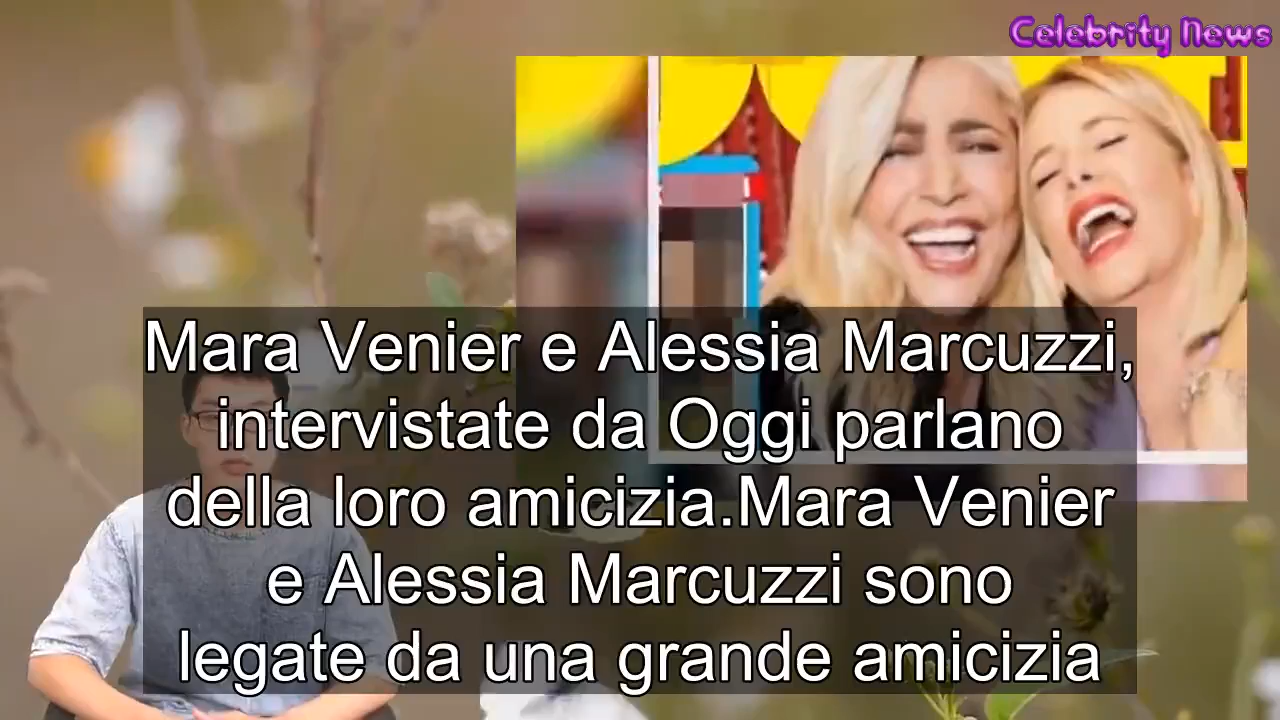 Celebrity News
Mara Venier e Alessia Marcuzzi,
intervistate da Oggi parlano
della loro amicizia.Mara Venier
e Alessia Marcuzzi sono
legate da una grande amicizia